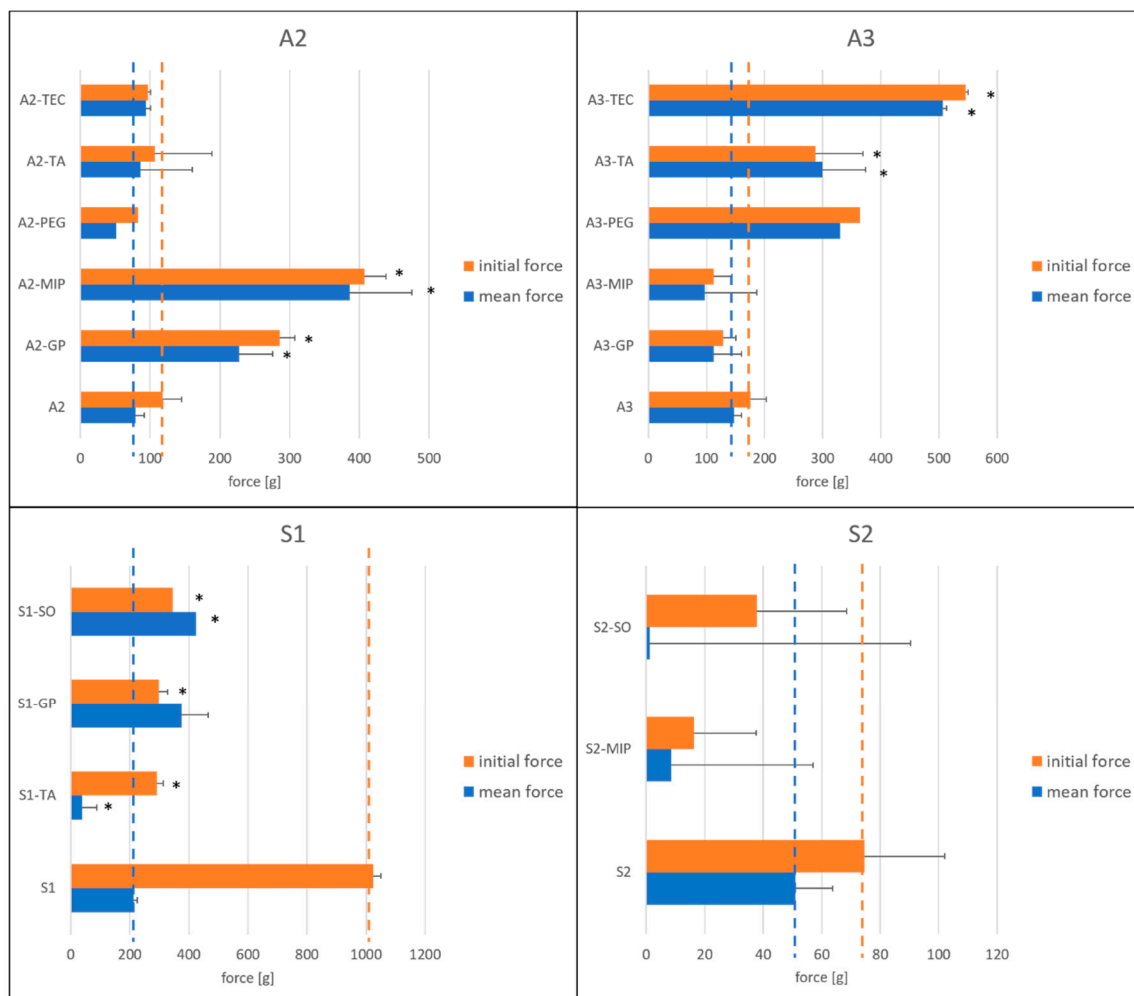 A2
A2-TEC
A2-TA
A2-PEG
A2-MIP
A2-GP
A2
*
*
*
*
initial force
mean force
0 100 200 300 400 500
force [g]
A3
A3-TEC
A3-TA
A3-PEG
A3-MIP
A3-GP
A3
*
*
*
*
initial force
mean force
0 100 200 300 400 500 600
force [g]
S1
S1-SO
S1-GP
S1-TA
S1
*
*
*
*
*
initial force
mean force
0 200 400 600 800 1000 1200
force [g]
S2
S2-SO
S2-MIP
S2
initial force
mean force
0 20 40 60 80 100 120
force [g]